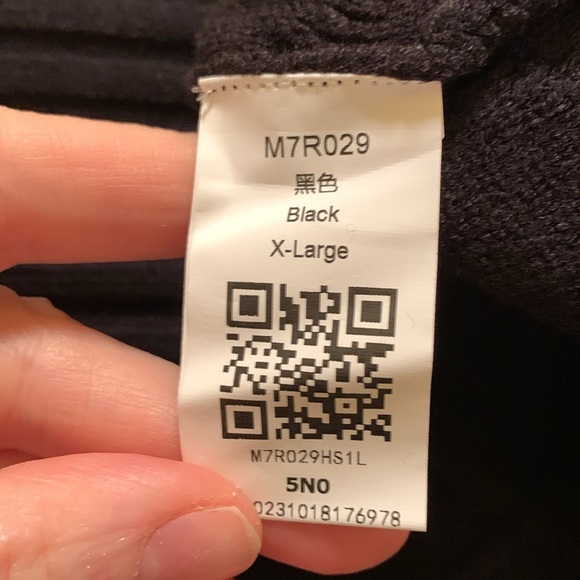 M7R029
黑色
Black
X-Large
M7R029HS1L
5N0
0231018176978